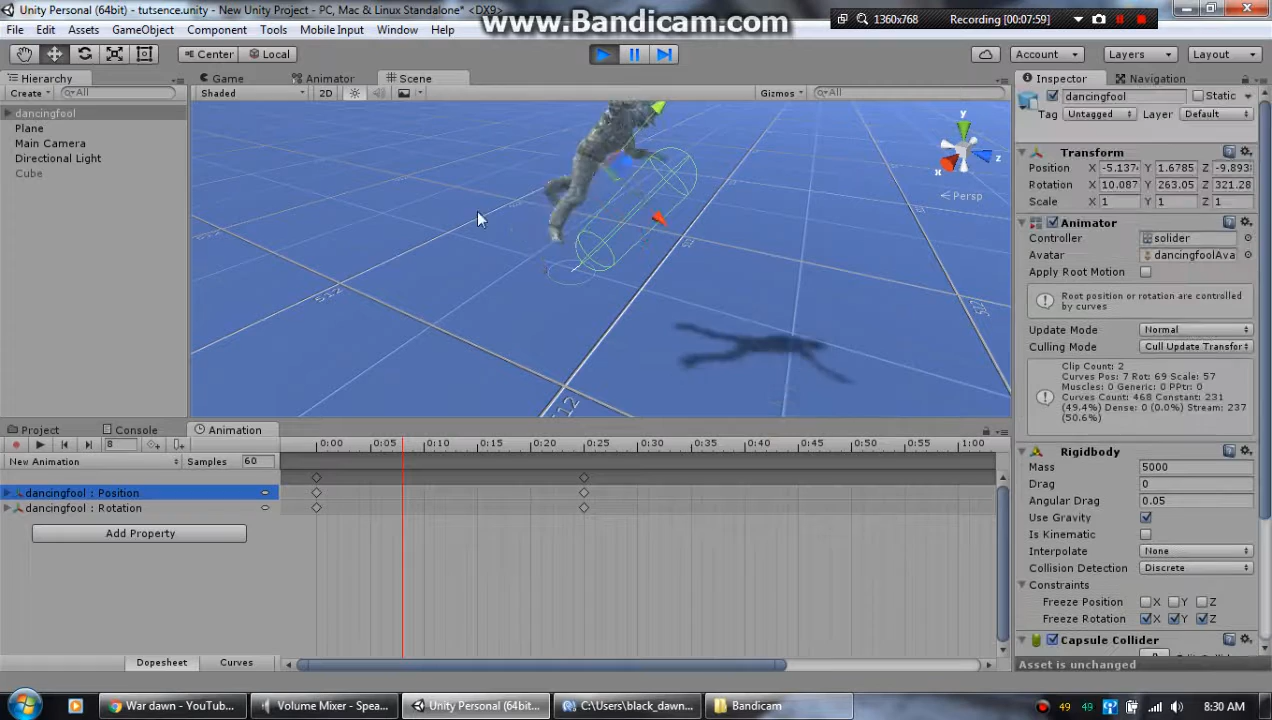 Unity Personal (64bit) - tutsence.unity - New Unity Project - PC, Mac & Linux Standalone* <DX9>
www.Bandicam.com
1360x768
Recording [00:07:59]
File Edit Assets GameObject Component Tools Mobile Input Window Help
Center Local
Account Layers Layout
Hierarchy
Create All
dancingfool
Plane
Main Camera
Directional Light
Cube
Game Animator Scene
Shaded 2D Gizmos All
y
x
z
Persp
512
512
Inspector Navigation
dancingfool Static
Tag Untagged Layer Default
Transform
Position X -5.137 Y 1.6785 Z -9.893
Rotation X 10.087 Y 263.05 Z 321.28
Scale X 1 Y 1 Z 1
Animator
Controller solider
Avatar dancingfoolAva
Apply Root Motion
Root position or rotation are controlled
by curves
Update Mode Normal
Culling Mode Cull Update Transfor
Clip Count: 2
Curves Pos: 7 Rot: 69 Scale: 57
Muscles: 0 Generic: 0 PPtr: 0
Curves Count: 468 Constant: 231
(49.4%) Dense: 0 (0.0%) Stream: 237
(50.6%)
Rigidbody
Mass 5000
Drag 0
Angular Drag 0.05
Use Gravity
Is Kinematic
Interpolate None
Collision Detection Discrete
Constraints
Freeze Position X Y Z
Freeze Rotation X Y Z
Capsule Collider
Asset is unchanged
Project Console Animation
8
0:00 0:05 0:10 0:15 0:20 0:25 0:30 0:35 0:40 0:45 0:50 0:55 1:00
New Animation Samples 60
dancingfool : Position
dancingfool : Rotation
Add Property
Dopesheet Curves
War dawn - YouTu...
Volume Mixer - Spea...
Unity Personal (64bit...
C:\Users\black_dawn...
Bandicam
49 49
8:30 AM